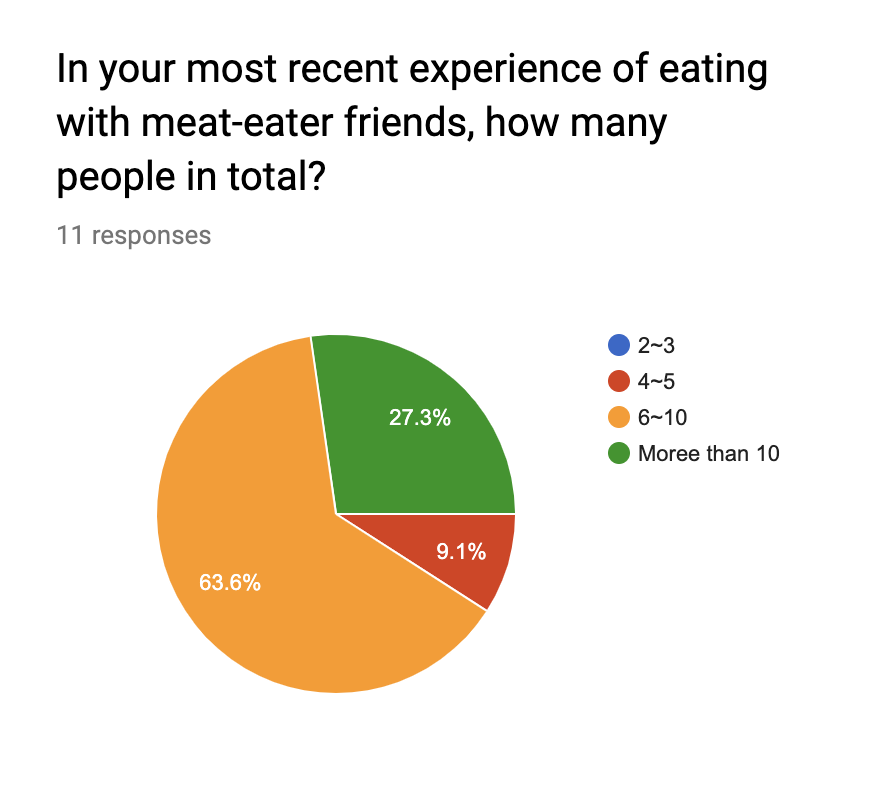 In your most recent experience of eating
with meat-eater friends, how many
people in total?
11 responses
2~3
4~5
6~10
Moree than 10
27.3%
9.1%
63.6%